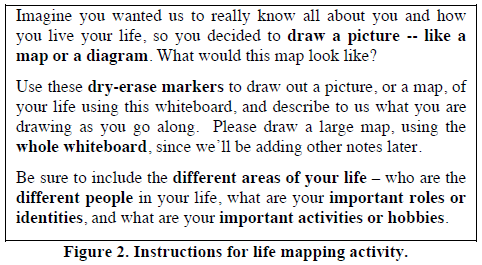 Imagine you wanted us to really know all about you and how
you live your life, so you decided to draw a picture -- like a
map or a diagram. What would this map look like?
Use these dry-erase markers to draw out a picture, or a map, of
your life using this whiteboard, and describe to us what you are
drawing as you go along. Please draw a large map, using the
whole whiteboard, since we'll be adding other notes later.
Be sure to include the different areas of your life – who are the
different people in your life, what are your important roles or
identities, and what are your important activities or hobbies.
Figure 2. Instructions for life mapping activity.